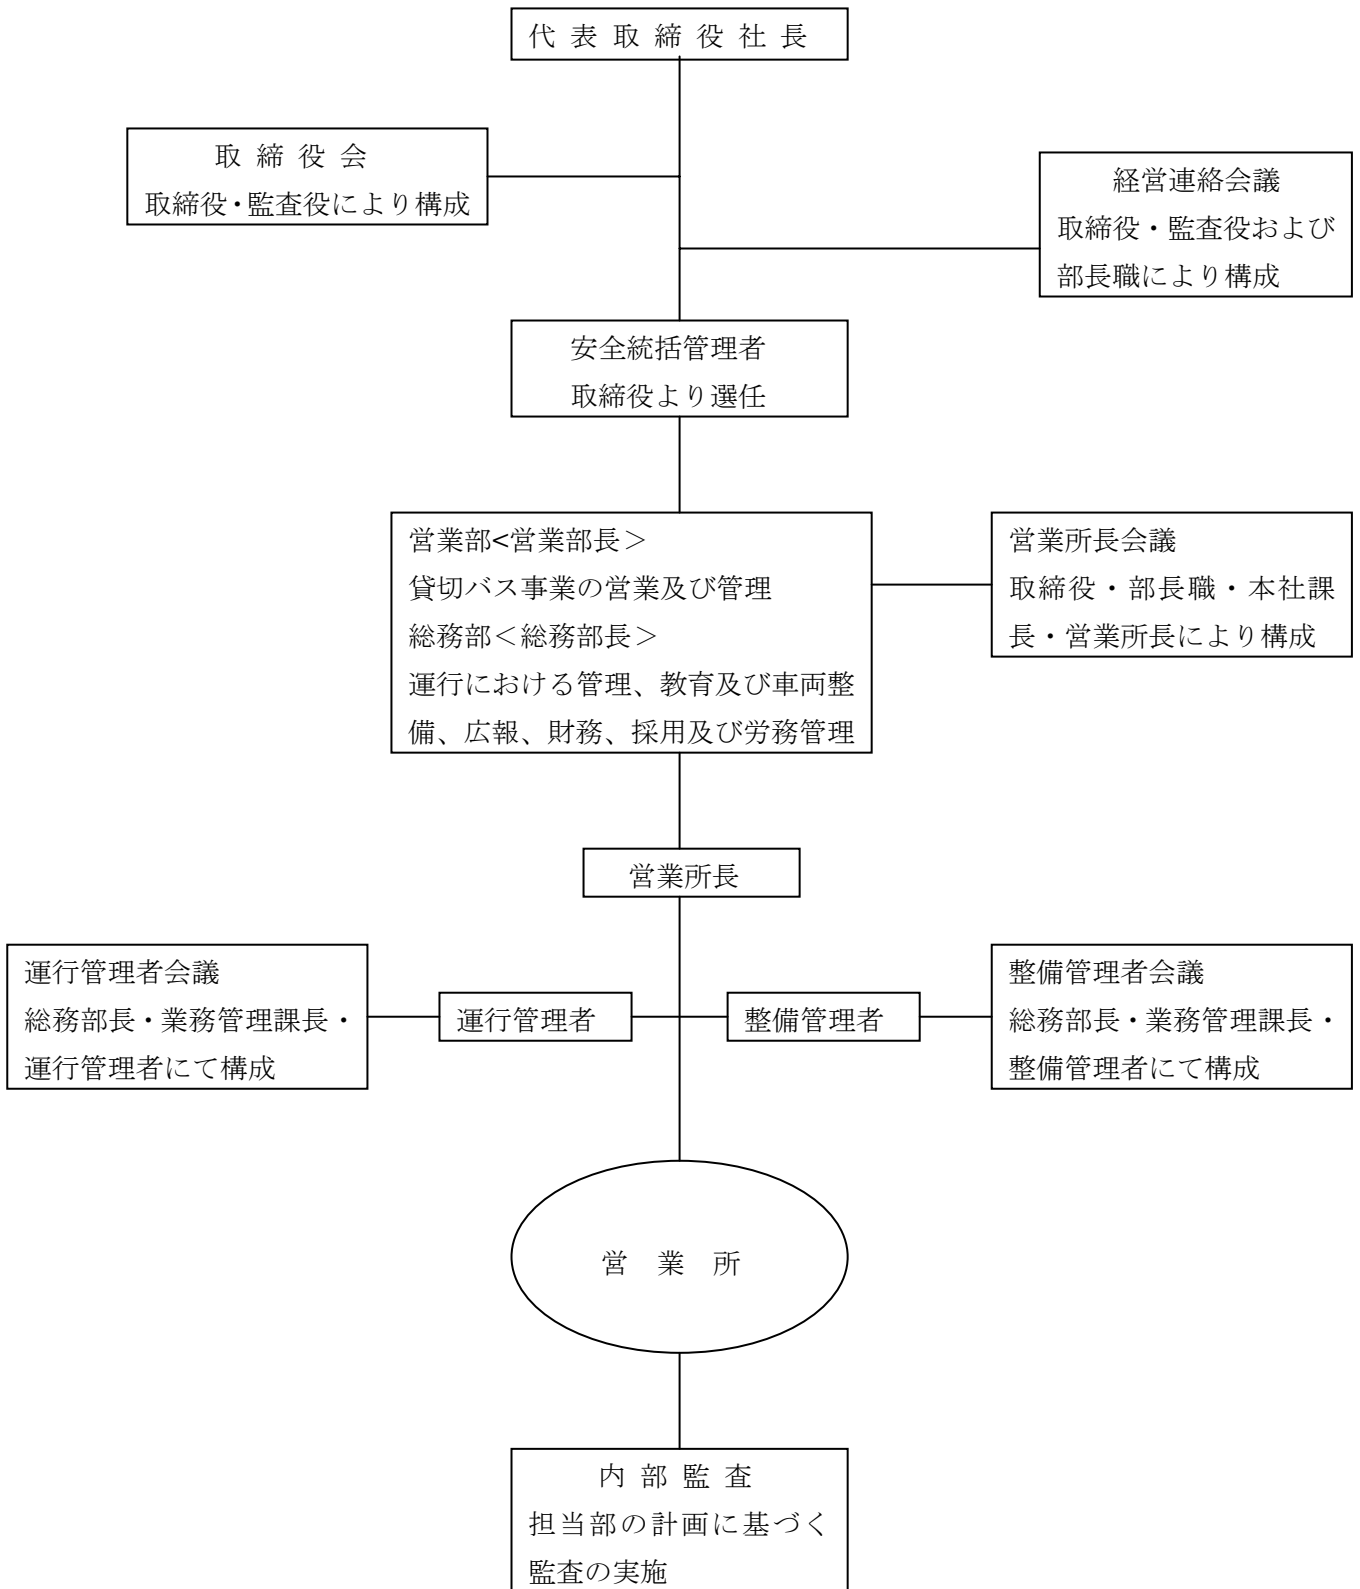 代表取締役社長
取締役会
取締役・監査役により構成
経営連絡会議
取締役・監査役および
部長職により構成
安全統括管理者
取締役より選任
営業部<営業部長＞
貸切バス事業の営業及び管理
総務部＜総務部長＞
運行における管理、教育及び車両整
備、広報、財務、採用及び労務管理
営業所長会議
取締役・部長職・本社課
長・営業所長により構成
営業所長
運行管理者会議
総務部長・業務管理課長・
運行管理者にて構成
運行管理者
整備管理者
整備管理者会議
総務部長・業務管理課長・
整備管理者にて構成
営業所
内部監査
担当部の計画に基づく
監査の実施